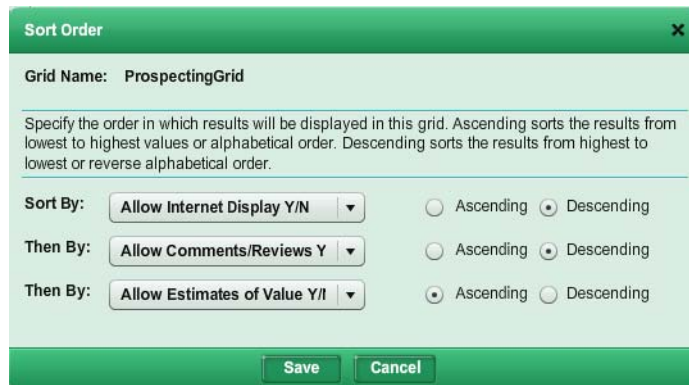 Sort Order
Grid Name: ProspectingGrid
Specify the order in which results will be displayed in this grid. Ascending sorts the results from
lowest to highest values or alphabetical order. Descending sorts the results from highest to
lowest or reverse alphabetical order.
Sort By: Allow Internet Display Y/N Ascending Descending
Then By: Allow Comments/Reviews Y Ascending Descending
Then By: Allow Estimates of Value Y/ Ascending Descending
Save Cancel